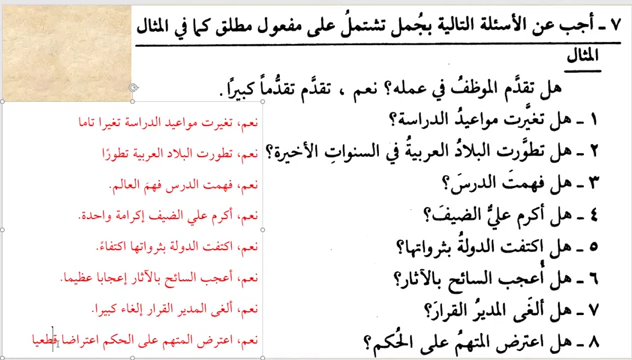 ٧ - أجب عن الأسئلة التالية بجُمل تشتملُ على مفعول مطلق كما في المثال
المثال
هل تقدَّم الموظفُ في عمله؟ نعم ، تقدَّم تقدُّماً كبيرًا.
١ - هل تغيَّرت مواعيدُ الدراسة؟ نعم، تغيرت مواعيد الدراسة تغيرا تاما
٢ - هل تطوَّرت البلادُ العربيةُ في السنواتِ الأخيرة؟ نعم، تطورت البلاد العربية تطورًا
٣ - هل فهمتَ الدرسَ؟ نعم، فهمت الدرس فهمَ العالم.
٤ - هل أكرم عليٌّ الضيفَ؟ نعم، أكرم علي الضيف إكرامة واحدة.
٥ - هل اكتفت الدولةُ بثرواتها؟ نعم، اكتفت الدولة بثرواتها اكتفاءً.
٦ - هل أُعجب السائح بالآثار؟ نعم، أعجب السائح بالآثار إعجابا عظيما.
٧ - هل ألغَى المديرُ القرارَ؟ نعم، ألغى المدير القرار إلغاء كبيرا.
٨ - هل اعترض المتهمُ على الحُكم؟ نعم، اعترض المتهم على الحكم اعتراضا قطعيا